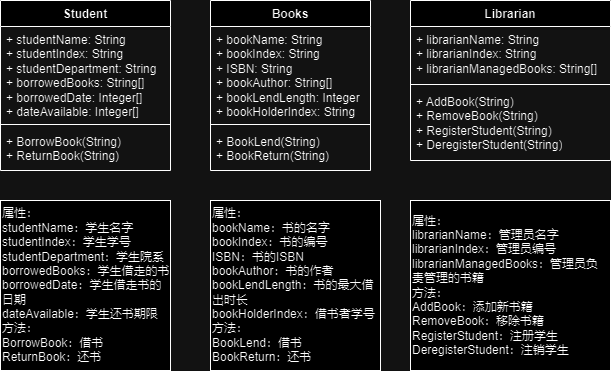 Student
+ studentName: String
+ studentIndex: String
+ studentDepartment: String
+ borrowedBooks: String[]
+ borrowedDate: Integer[]
+ dateAvailable: Integer[]
+ BorrowBook(String)
+ ReturnBook(String)
Books
+ bookName: String
+ bookIndex: String
+ ISBN: String
+ bookAuthor: String[]
+ bookLendLength: Integer
+ bookHolderIndex: String
+ BookLend(String)
+ BookReturn(String)
Librarian
+ librarianName: String
+ librarianIndex: String
+ librarianManagedBooks: String[]
+ AddBook(String)
+ RemoveBook(String)
+ RegisterStudent(String)
+ DeregisterStudent(String)
属性：
studentName：学生名字
studentIndex：学生学号
studentDepartment：学生院系
borrowedBooks：学生借走的书
borrowedDate：学生借走书的
日期
dateAvailable：学生还书期限
方法：
BorrowBook：借书
ReturnBook：还书
属性：
bookName：书的名字
bookIndex：书的编号
ISBN：书的ISBN
bookAuthor：书的作者
bookLendLength：书的最大借
出时长
bookHolderIndex：借书者学号
方法：
BookLend：借书
BookReturn：还书
属性：
librarianName：管理员名字
librarianIndex：管理员编号
librarianManagedBooks：管理员负
责管理的书籍
方法：
AddBook：添加新书籍
RemoveBook：移除书籍
RegisterStudent：注册学生
DeregisterStudent：注销学生